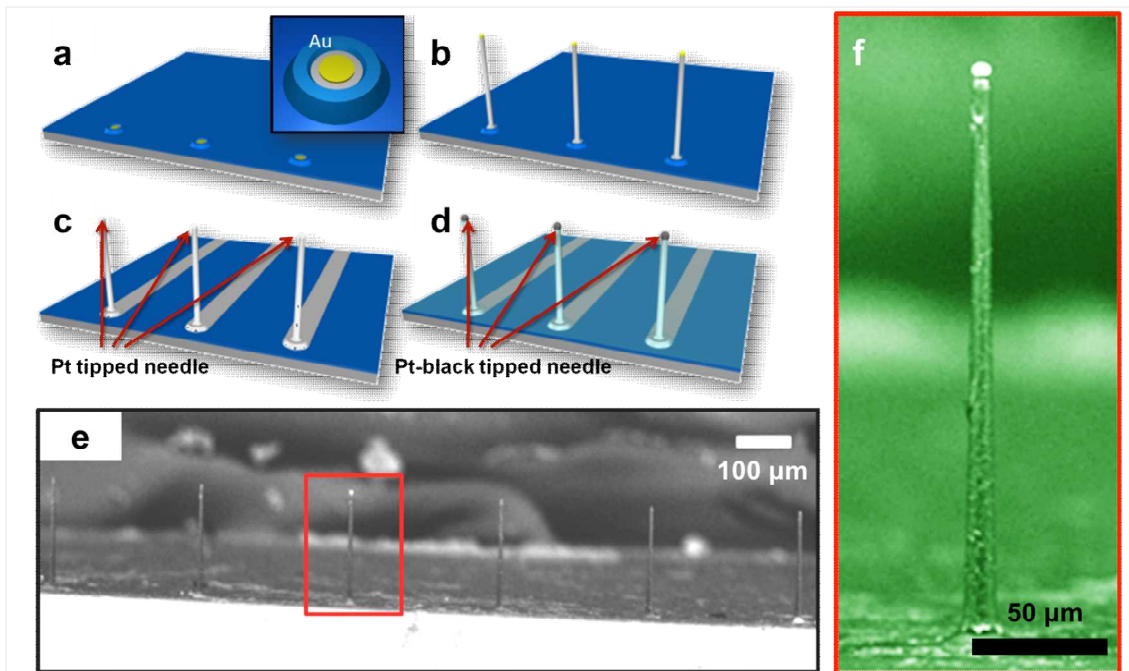 a
Au
b
c
Pt tipped needle
d
Pt-black tipped needle
e
100 µm
f
50 µm